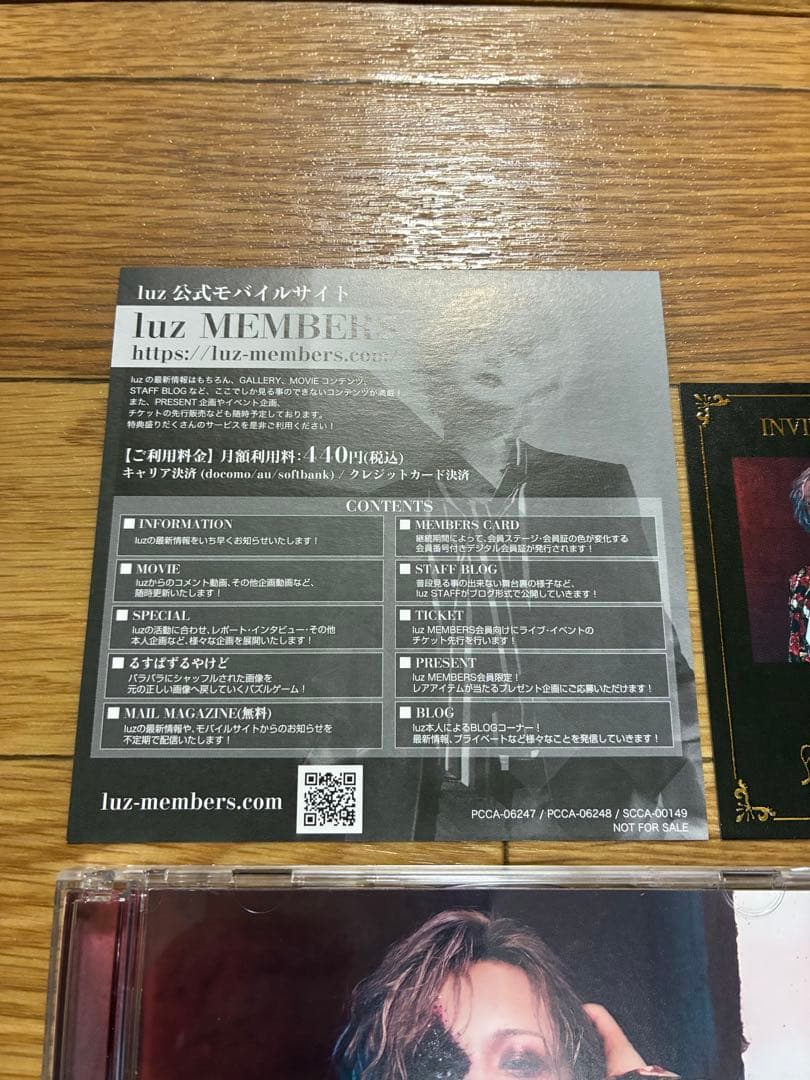 luz 公式モバイルサイト
luz MEMBERS
https://luz-members.com/
luz の最新情報はもちろん、GALLERY、MOVIE コンテンツ、
STAFF BLOG など、ここでしか見る事のできないコンテンツが満載!
また、PRESENT 企画やイベント企画、
チケットの先行販売なども随時予定しております。
特典盛りだくさんのサービスを是非ご利用ください!
【ご利用料金】月額利用料:440円(税込)
キャリア決済 (docomo/au/softbank) / クレジットカード決済
CONTENTS
■ INFORMATION
luzの最新情報をいち早くお知らせいたします!
■ MOVIE
luzからのコメント動画、その他企画動画など、
随時更新いたします!
■ SPECIAL
luzの活動に合わせ、レポート・インタビュー・その他
本人企画など、様々な企画を展開いたします!
■ るすぱずるやけど
バラバラにシャッフルされた画像を
元の正しい画像へ戻していくパズルゲーム!
■ MAIL MAGAZINE(無料)
luzの最新情報や、モバイルサイトからのお知らせを
不定期で配信いたします!
■ MEMBERS CARD
継続期間によって、会員ステージ・会員証の色が変化する
会員番号付きデジタル会員証が発行されます!
■ STAFF BLOG
普段見る事の出来ない舞台裏の様子など、
luz STAFFがブログ形式で公開していきます!
■ TICKET
luz MEMBERS会員向けにライブ・イベントの
チケット先行を行います!
■ PRESENT
luz MEMBERS会員限定!
レアアイテムが当たるプレゼント企画にご応募いただけます!
■ BLOG
luz本人によるBLOGコーナー!
最新情報、プライベートなど様々なことを発信していきます!
luz-members.com
PCCA-06247 / PCCA-06248 / SCCA-00149
NOT FOR SALE